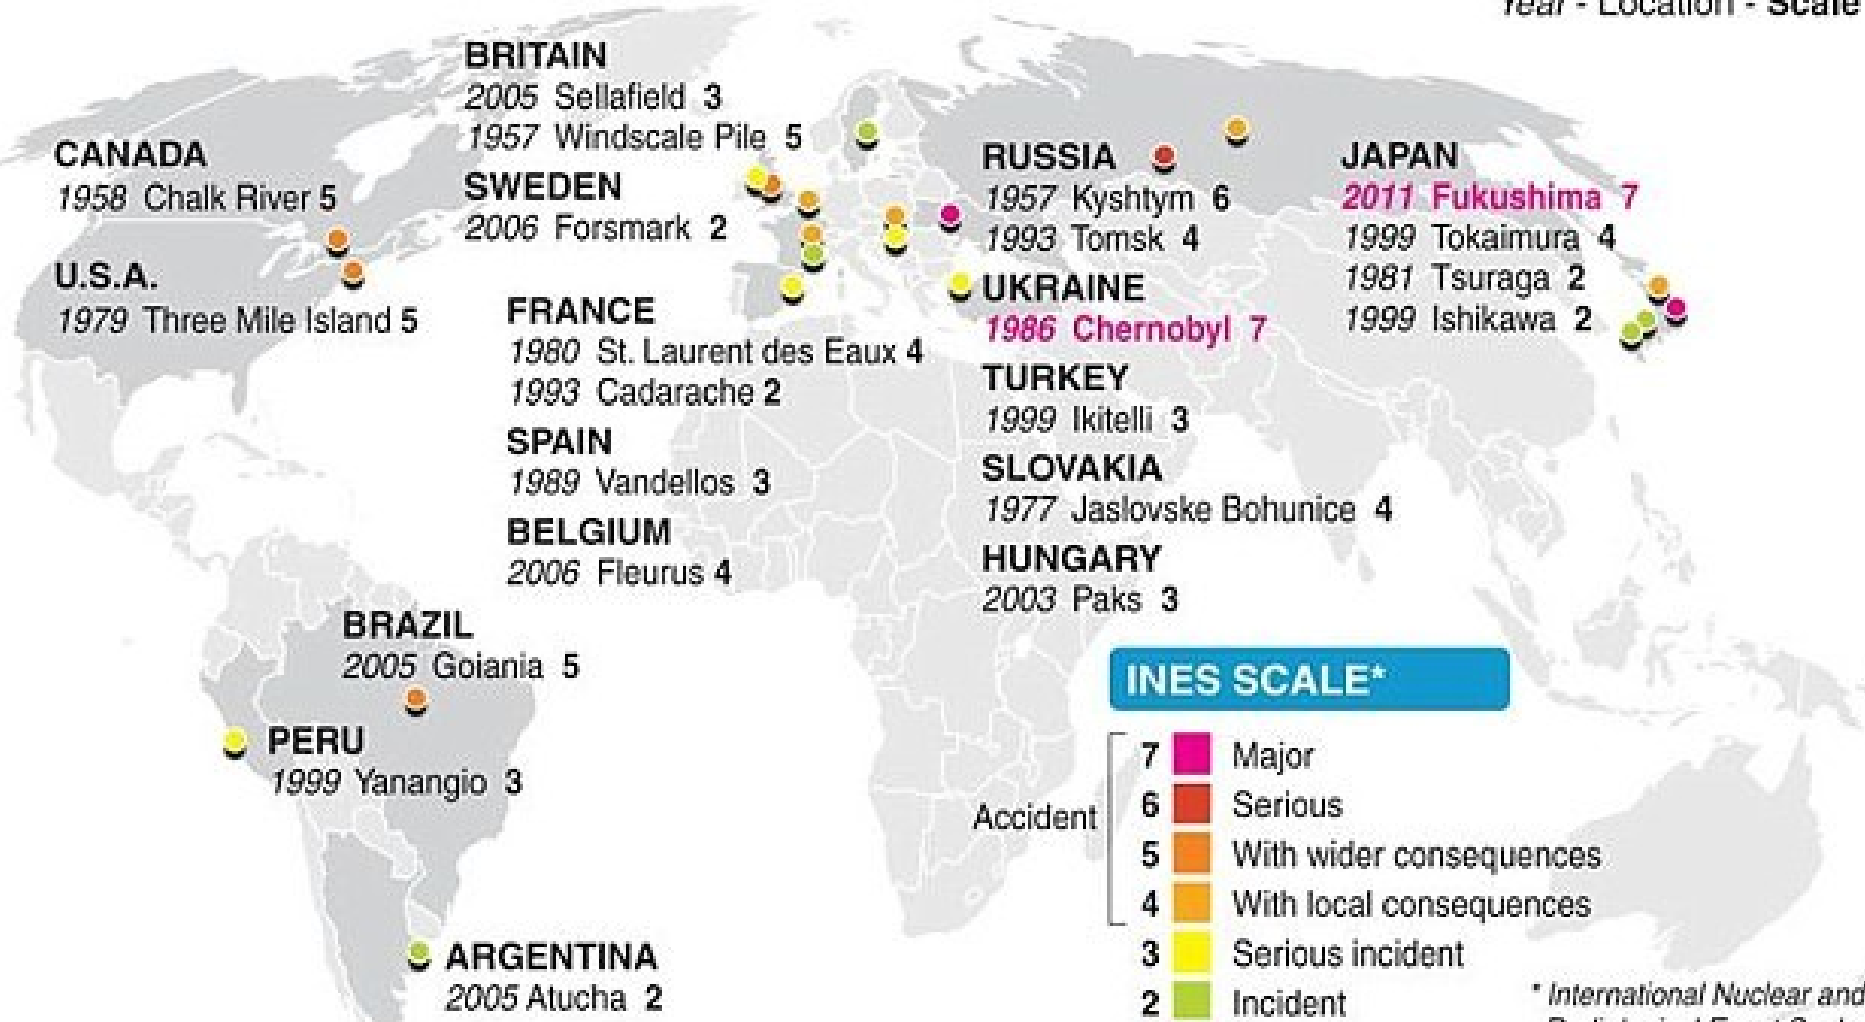 Year - Location - Scale
BRITAIN
2005 Sellafield 3
1957 Windscale Pile 5
CANADA
1958 Chalk River 5
U.S.A.
1979 Three Mile Island 5
SWEDEN
2006 Forsmark 2
FRANCE
1980 St. Laurent des Eaux 4
1993 Cadarache 2
SPAIN
1989 Vandellos 3
BELGIUM
2006 Fleurus 4
RUSSIA
1957 Kyshtym 6
1993 Tomsk 4
UKRAINE
1986 Chernobyl 7
TURKEY
1999 Ikitelli 3
SLOVAKIA
1977 Jaslovske Bohunice 4
HUNGARY
2003 Paks 3
JAPAN
2011 Fukushima 7
1999 Tokaimura 4
1981 Tsuraga 2
1999 Ishikawa 2
BRAZIL
2005 Goiania 5
PERU
1999 Yanangio 3
ARGENTINA
2005 Atucha 2
INES SCALE*
Accident
7 Major
6 Serious
5 With wider consequences
4 With local consequences
3 Serious incident
2 Incident
* International Nuclear and